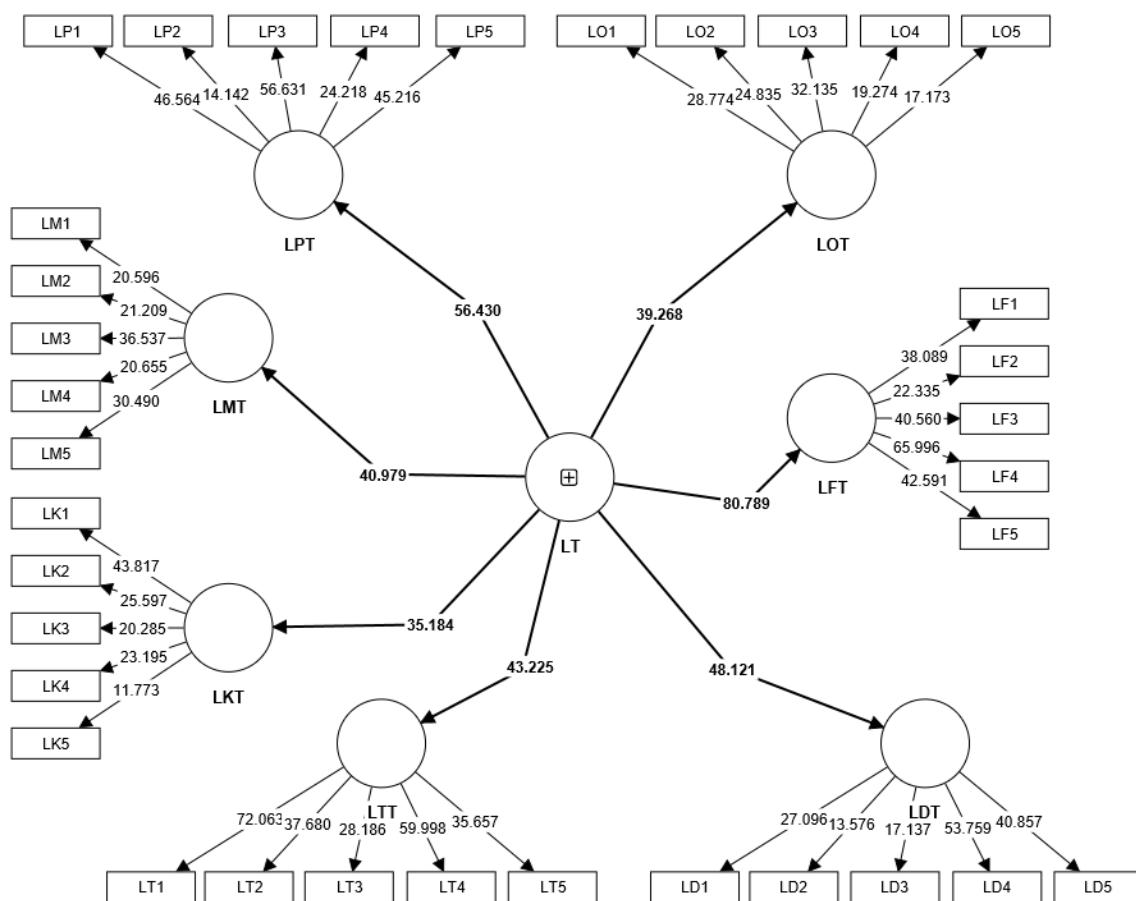 LP1 LP2 LP3 LP4 LP5
46.564 14.142 56.631 24.218 45.216
LPT
LO1 LO2 LO3 LO4 LO5
28.774 24.835 32.135 19.274 17.173
LOT
LM1
LM2
LM3
LM4
LM5
20.596
21.209
36.537
20.655
30.490
LMT
56.430
39.268
40.979
80.789
LT
35.184
43.225
48.121
LF1
LF2
LF3
LF4
LF5
38.089
22.335
40.560
65.996
42.591
LFT
LK1
LK2
LK3
LK4
LK5
43.817
25.597
20.285
23.195
11.773
LKT
LTT
72.063 37.680 28.186 59.998 35.657
LT1 LT2 LT3 LT4 LT5
LDT
27.096 13.576 17.137 53.759 40.857
LD1 LD2 LD3 LD4 LD5